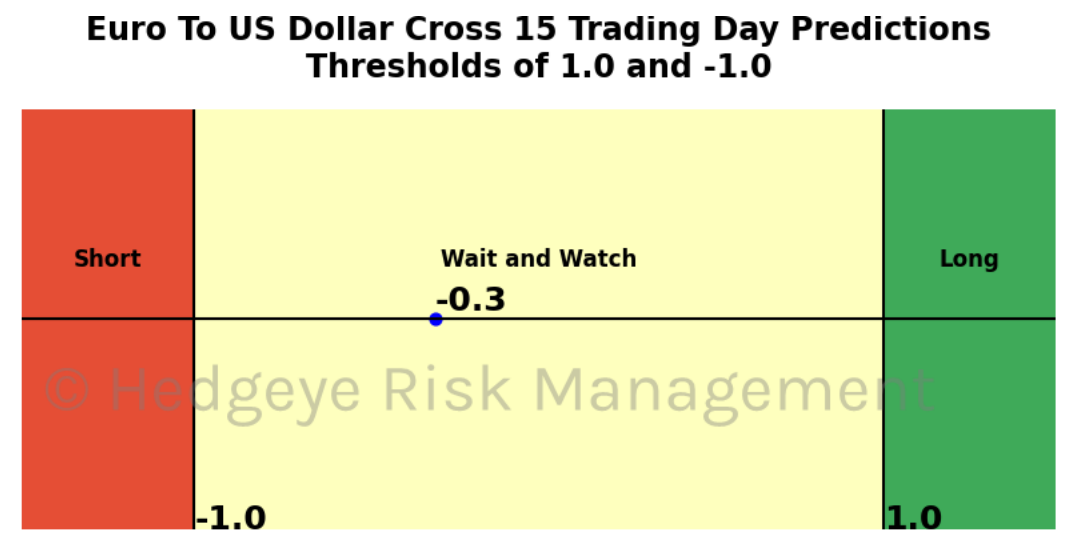 Euro To US Dollar Cross 15 Trading Day Predictions
Thresholds of 1.0 and -1.0
Short
Wait and Watch
Long
-0.3
© Hedgeye Risk Management
-1.0
1.0